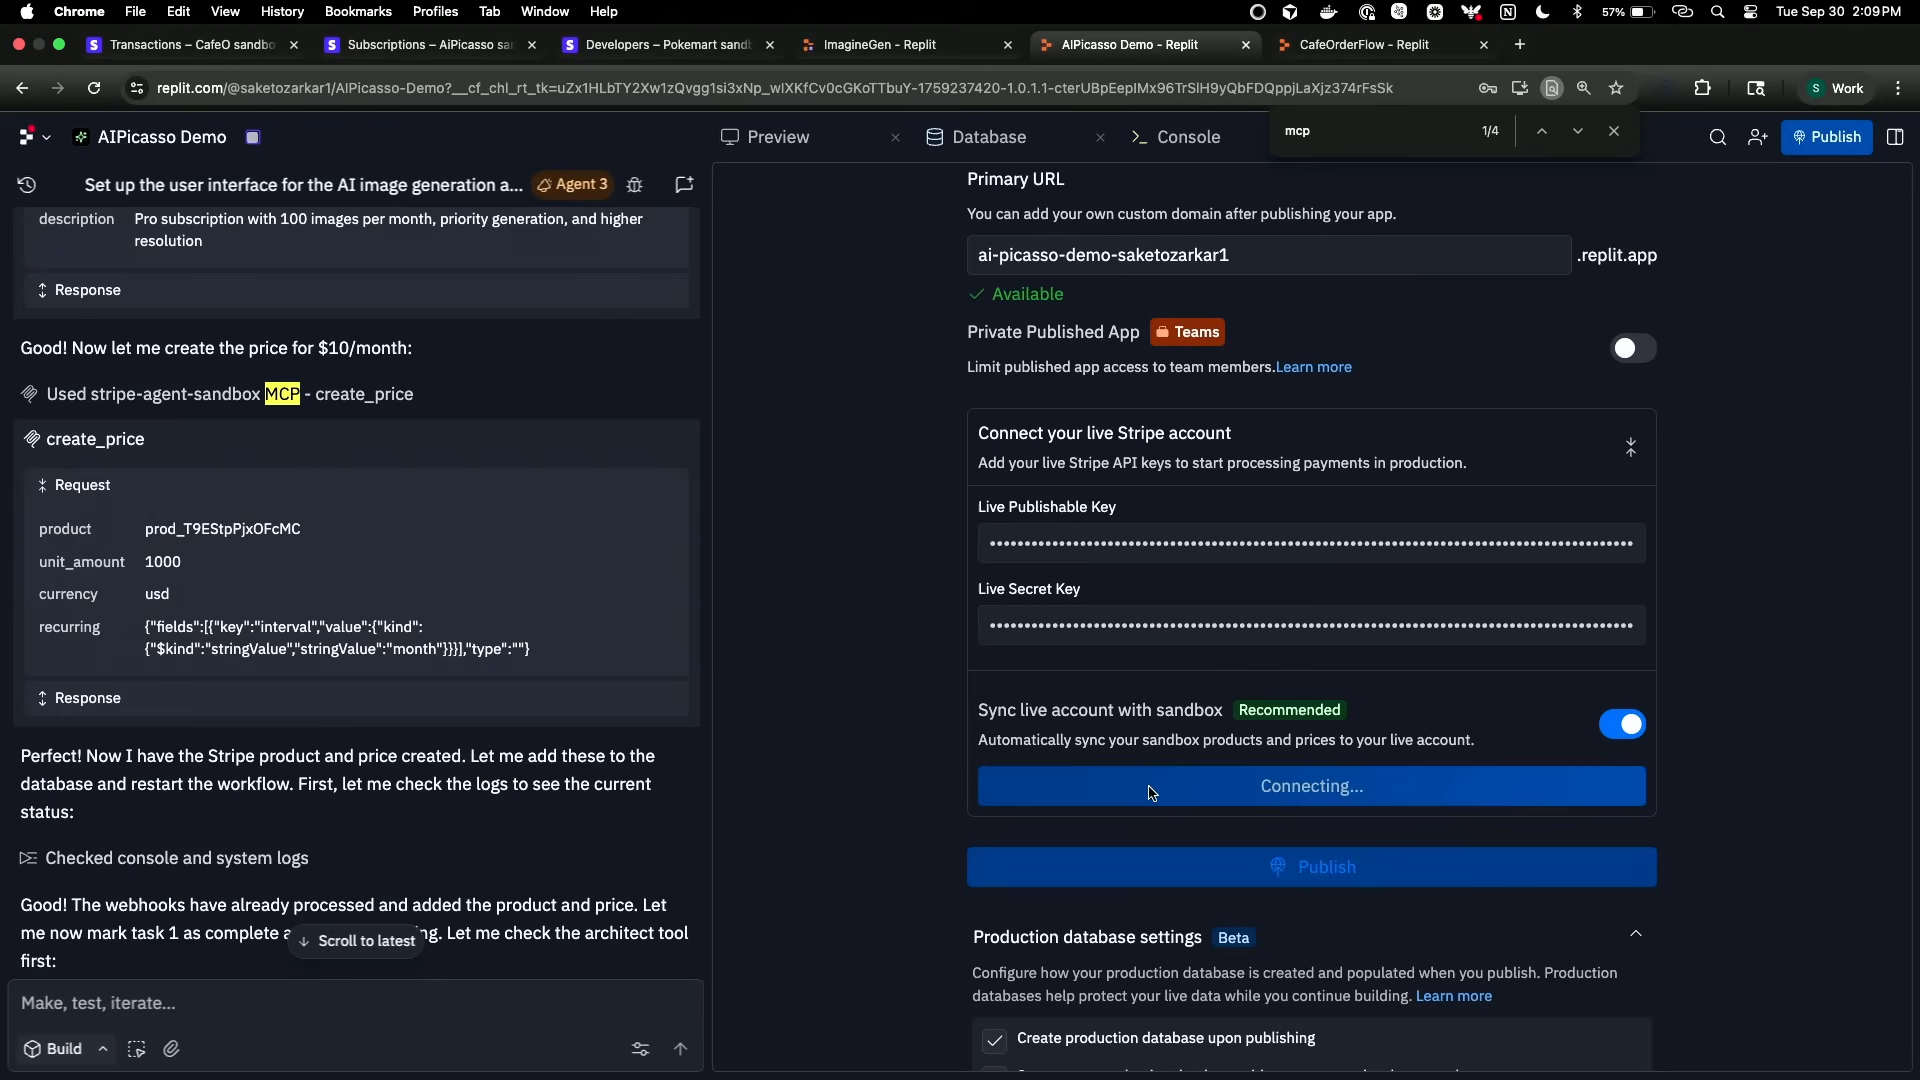 Chrome File Edit View History Bookmarks Profiles Tab Window Help 57% Tue Sep 30 2:09 PM
Transactions – CafeO sandbo Subscriptions – AiPicasso sa Developers – Pokemart sandb ImagineGen - Replit AIPicasso Demo - Replit CafeOrderFlow - Replit
replit.com/@saketozarkar1/AIPicasso-Demo?__cf_chl_rt_tk=uZx1HLbTY2Xw1zQvgg1si3xNp_wIXKfCv0cGKoTTbuY-1759237420-1.0.1.1-cterUBpEepIMx96TrSlH9yQbFDQppjLaXjz374rFsSk S Work
mcp 1/4
AIPicasso Demo Preview Database Console Publish
Set up the user interface for the AI image generation a... Agent 3
description Pro subscription with 100 images per month, priority generation, and higher
resolution
Response
Good! Now let me create the price for $10/month:
Used stripe-agent-sandbox MCP - create_price
create_price
Request
product prod_T9EStpPjxOFcMC
unit_amount 1000
currency usd
recurring {"fields":[{"key":"interval","value":{"kind":
{"$kind":"stringValue","stringValue":"month"}}}],"type":""}
Response
Perfect! Now I have the Stripe product and price created. Let me add these to the
database and restart the workflow. First, let me check the logs to see the current
status:
Checked console and system logs
Good! The webhooks have already processed and added the product and price. Let
me now mark task 1 as complete a ng. Let me check the architect tool
first:
Scroll to latest
Make, test, iterate...
Build
Primary URL
You can add your own custom domain after publishing your app.
ai-picasso-demo-saketozarkar1 .replit.app
Available
Private Published App Teams
Limit published app access to team members.Learn more
Connect your live Stripe account
Add your live Stripe API keys to start processing payments in production.
Live Publishable Key
Live Secret Key
Sync live account with sandbox Recommended
Automatically sync your sandbox products and prices to your live account.
Connecting...
Publish
Production database settings Beta
Configure how your production database is created and populated when you publish. Production
databases help protect your live data while you continue building. Learn more
Create production database upon publishing